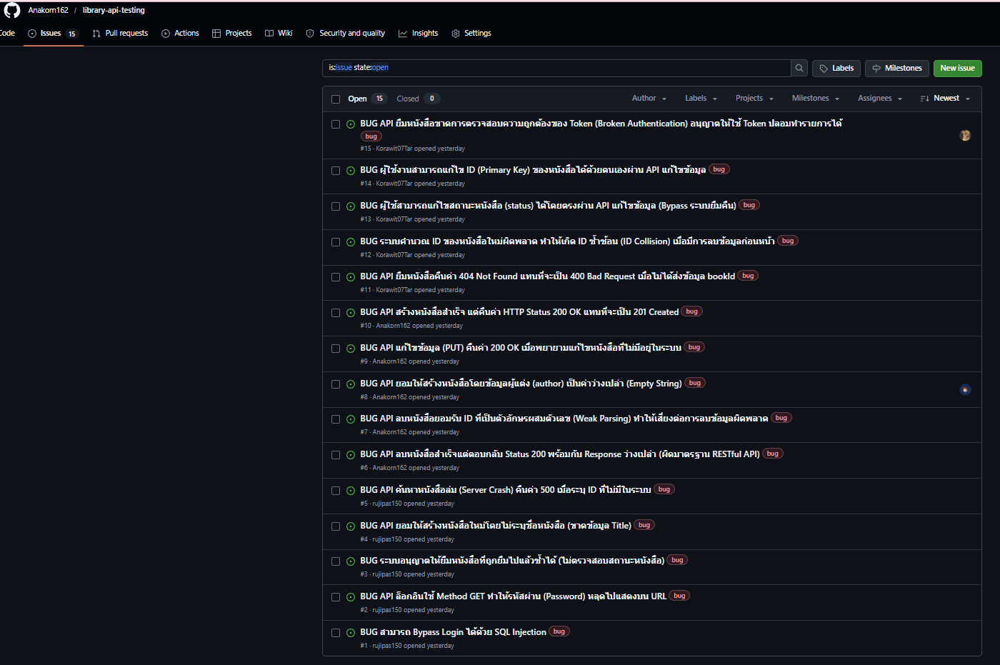 Anakorn162 / library-api-testing
Code Issues 15 Pull requests Actions Projects Wiki Security and quality Insights Settings
is:issue state:open Labels Milestones New issue
Open 15 Closed 0 Author Labels Projects Milestones Assignees Newest
BUG API ยืมหนังสือขาดการตรวจสอบความถูกต้องของ Token (Broken Authentication) อนุญาตให้ใช้ Token ปลอมทำรายการได้
bug
#15 · Korawit07Tar opened yesterday
BUG ผู้ใช้งานสามารถแก้ไข ID (Primary Key) ของหนังสือได้ด้วยตนเองผ่าน API แก้ไขข้อมูล bug
#14 · Korawit07Tar opened yesterday
BUG ผู้ใช้สามารถแก้ไขสถานะหนังสือ (status) ได้โดยตรงผ่าน API แก้ไขข้อมูล (Bypass ระบบยืมคืน) bug
#13 · Korawit07Tar opened yesterday
BUG ระบบคำนวณ ID ของหนังสือใหม่ผิดพลาด ทำให้เกิด ID ซ้ำซ้อน (ID Collision) เมื่อมีการลบข้อมูลก่อนหน้า bug
#12 · Korawit07Tar opened yesterday
BUG API ยืมหนังสือคืนค่า 404 Not Found แทนที่จะเป็น 400 Bad Request เมื่อไม่ได้ส่งข้อมูล bookId bug
#11 · Korawit07Tar opened yesterday
BUG API สร้างหนังสือสำเร็จ แต่คืนค่า HTTP Status 200 OK แทนที่จะเป็น 201 Created bug
#10 · Anakorn162 opened yesterday
BUG API แก้ไขข้อมูล (PUT) คืนค่า 200 OK เมื่อพยายามแก้ไขหนังสือที่ไม่มีอยู่ในระบบ bug
#9 · Anakorn162 opened yesterday
BUG API ยอมให้สร้างหนังสือโดยข้อมูลผู้แต่ง (author) เป็นค่าว่างเปล่า (Empty String) bug
#8 · Anakorn162 opened yesterday
BUG API ลบหนังสือยอมรับ ID ที่เป็นตัวอักษรผสมตัวเลข (Weak Parsing) ทำให้เสี่ยงต่อการลบข้อมูลผิดพลาด bug
#7 · Anakorn162 opened yesterday
BUG API ลบหนังสือสำเร็จแต่ตอบกลับ Status 200 พร้อมกับ Response ว่างเปล่า (ผิดมาตรฐาน RESTful API) bug
#6 · Anakorn162 opened yesterday
BUG API ค้นหาหนังสือล่ม (Server Crash) คืนค่า 500 เมื่อระบุ ID ที่ไม่มีในระบบ bug
#5 · rujipas150 opened yesterday
BUG API ยอมให้สร้างหนังสือใหม่โดยไม่ระบุชื่อหนังสือ (ขาดข้อมูล Title) bug
#4 · rujipas150 opened yesterday
BUG ระบบอนุญาตให้ยืมหนังสือที่ถูกยืมไปแล้วซ้ำได้ (ไม่ตรวจสอบสถานะหนังสือ) bug
#3 · rujipas150 opened yesterday
BUG API ล็อกอินใช้ Method GET ทำให้รหัสผ่าน (Password) หลุดไปแสดงบน URL bug
#2 · rujipas150 opened yesterday
BUG สามารถ Bypass Login ได้ด้วย SQL Injection bug
#1 · rujipas150 opened yesterday